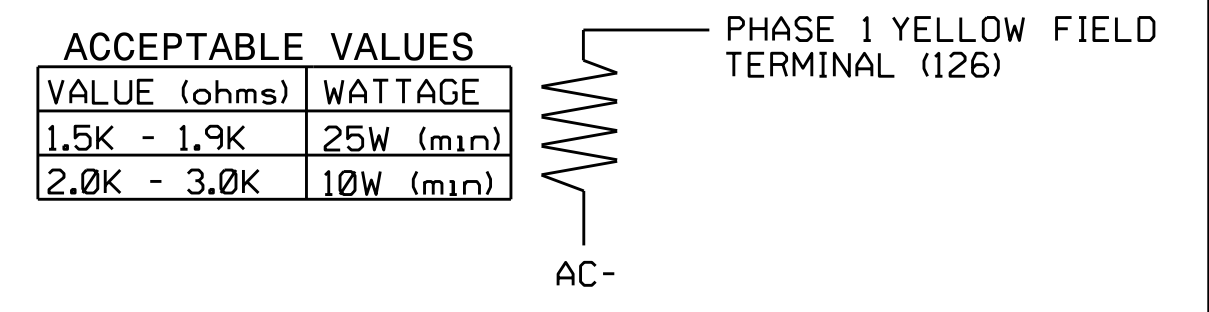 ACCEPTABLE VALUES
VALUE (ohms) WATTAGE
1.5K - 1.9K 25W (min)
2.0K - 3.0K 10W (min)
PHASE 1 YELLOW FIELD
TERMINAL (126)
AC-